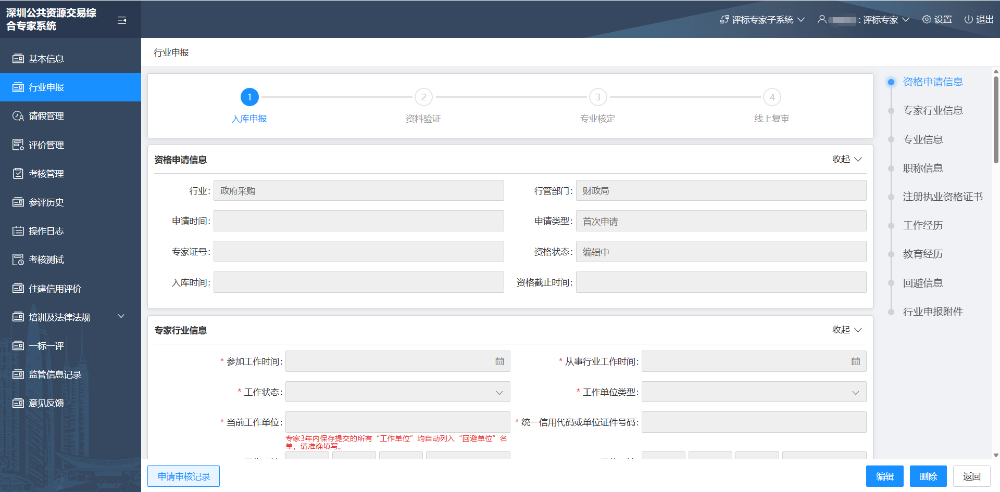 深圳公共资源交易综
合专家系统
评标专家子系统
: 评标专家
设置
退出
基本信息
行业申报
请假管理
评价管理
考核管理
参评历史
操作日志
考核测试
住建信用评价
培训及法律法规
一标一评
监管信息记录
意见反馈
行业申报
1
2
3
4
入库申报
资料验证
专业核定
线上复审
资格申请信息
收起
行业:
政府采购
行管部门:
财政局
申请时间:
申请类型:
首次申请
专家证号:
资格状态:
编辑中
入库时间:
资格截止时间:
专家行业信息
收起
* 参加工作时间:
* 从事行业工作时间:
* 工作状态:
* 工作单位类型:
* 当前工作单位:
* 统一信用代码或单位证件号码:
专家3年内保存提交的所有“工作单位”均自动列入“回避单位”名
单，请准确填写。
资格申请信息
专家行业信息
专业信息
职称信息
注册执业资格证书
工作经历
教育经历
回避信息
行业申报附件
申请审核记录
编辑
删除
返回